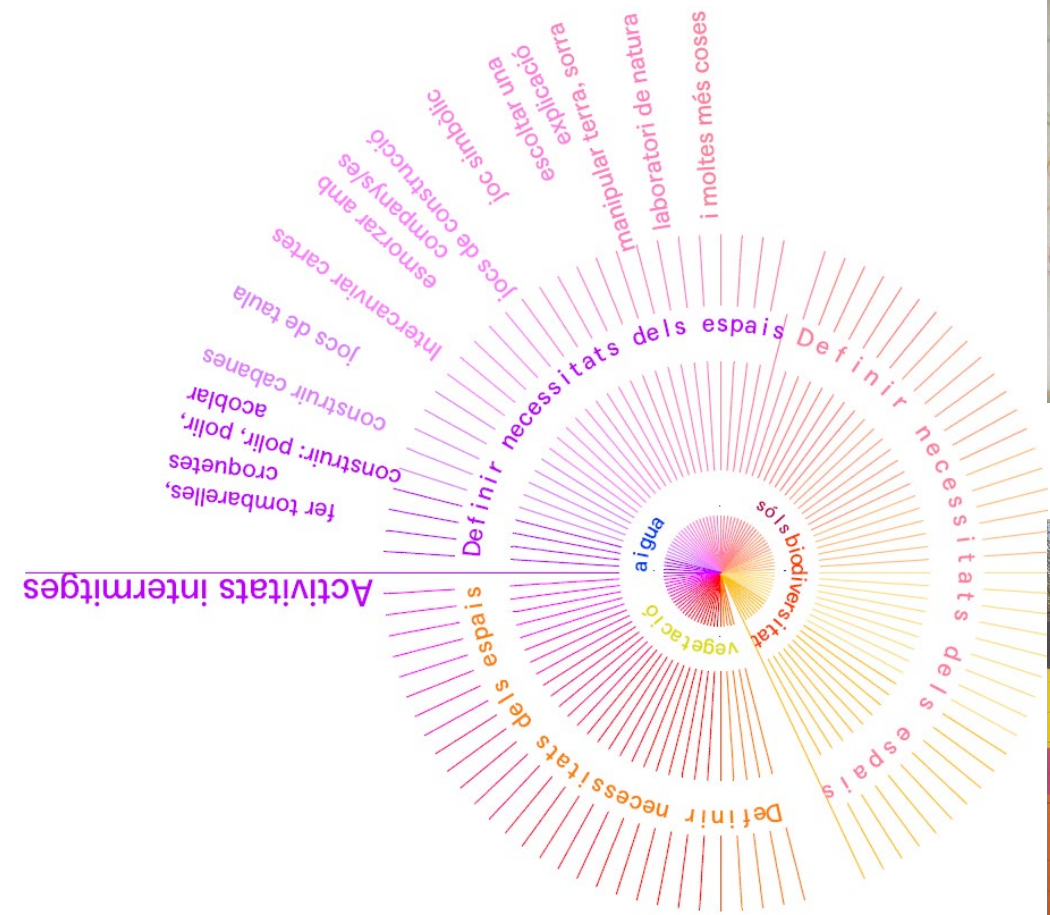 Activitats intermitges
fer tombarelles,
croquetes
construir: polir, polir,
acoblar
construir cabanes
jocs de taula
Intercanviar cartes
esmorzar amb
companys/es
jocs de construcció
joc simbòlic
escoltar una
explicació
manipular terra, sorra
laboratori de natura
i moltes més coses
Definir necessitats dels espais
Definir necessitats dels espais
Definir necessitats dels espais
aigua
sóls
biodiversitat
vegetació